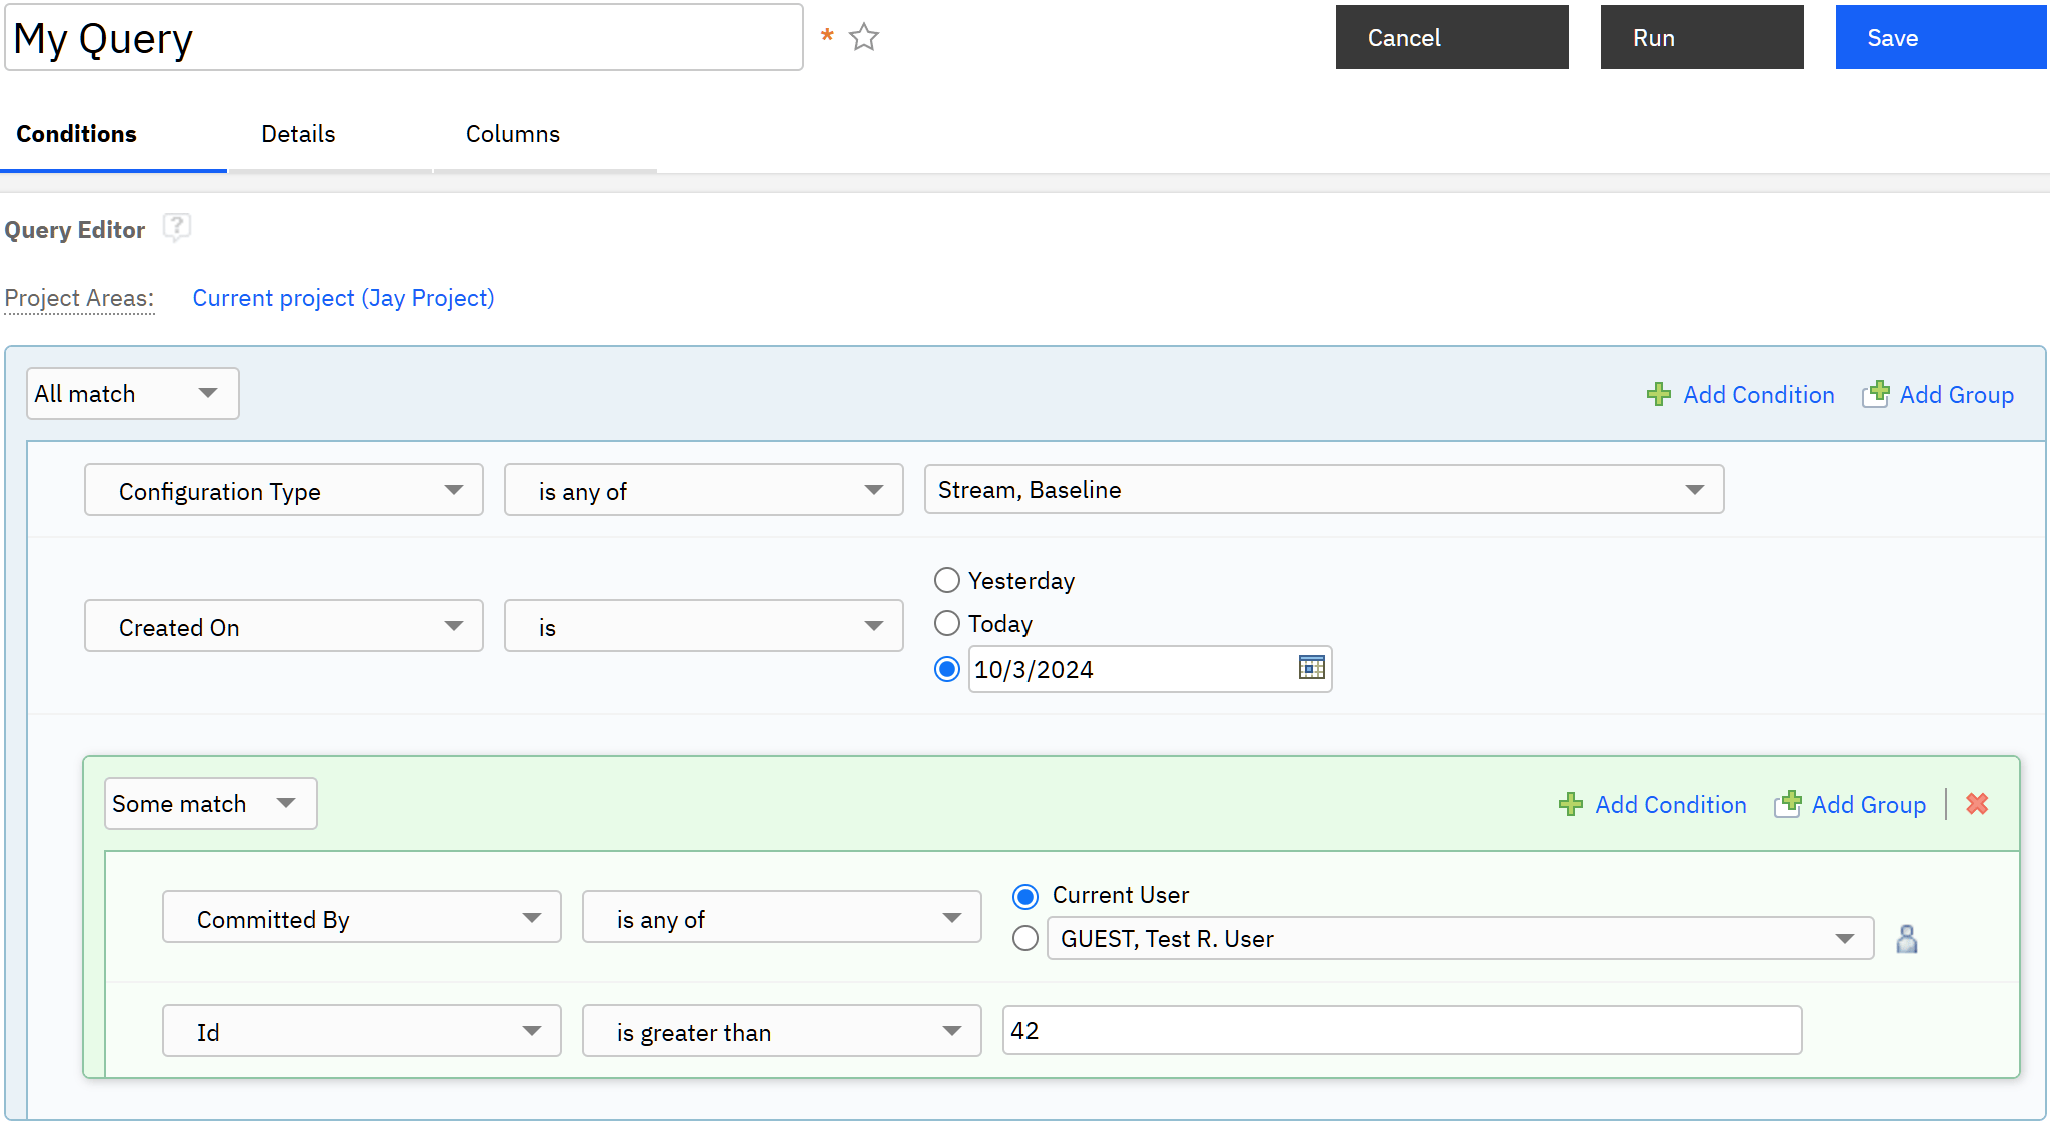 My Query * Cancel Run Save
Conditions Details Columns
Query Editor ?
Project Areas: Current project (Jay Project)
All match Add Condition Add Group
Configuration Type is any of Stream, Baseline
Yesterday
Created On is Today
10/3/2024
Some match Add Condition Add Group
Current User
Committed By is any of GUEST, Test R. User
Id is greater than 42